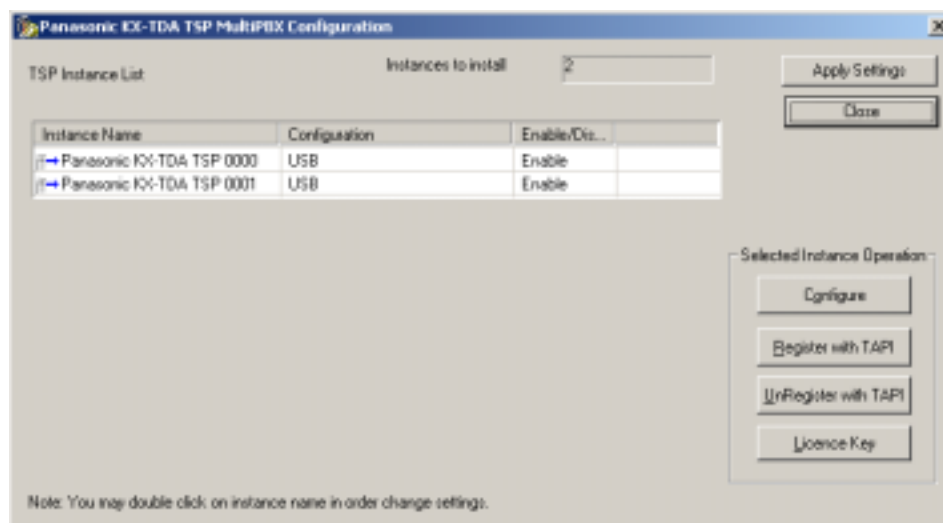 Panasonic KX-TDA TSP MultiPBX Configuration
TSP Instance List
Instances to install 2
Apply Settings
Close
Instance Name Configuration Enable/Dis...
Panasonic KX-TDA TSP 0000 USB Enable
Panasonic KX-TDA TSP 0001 USB Enable
Selected Instance Operation
Configure
Register with TAPI
UnRegister with TAPI
Licence Key
Note: You may double click on instance name in order change settings.